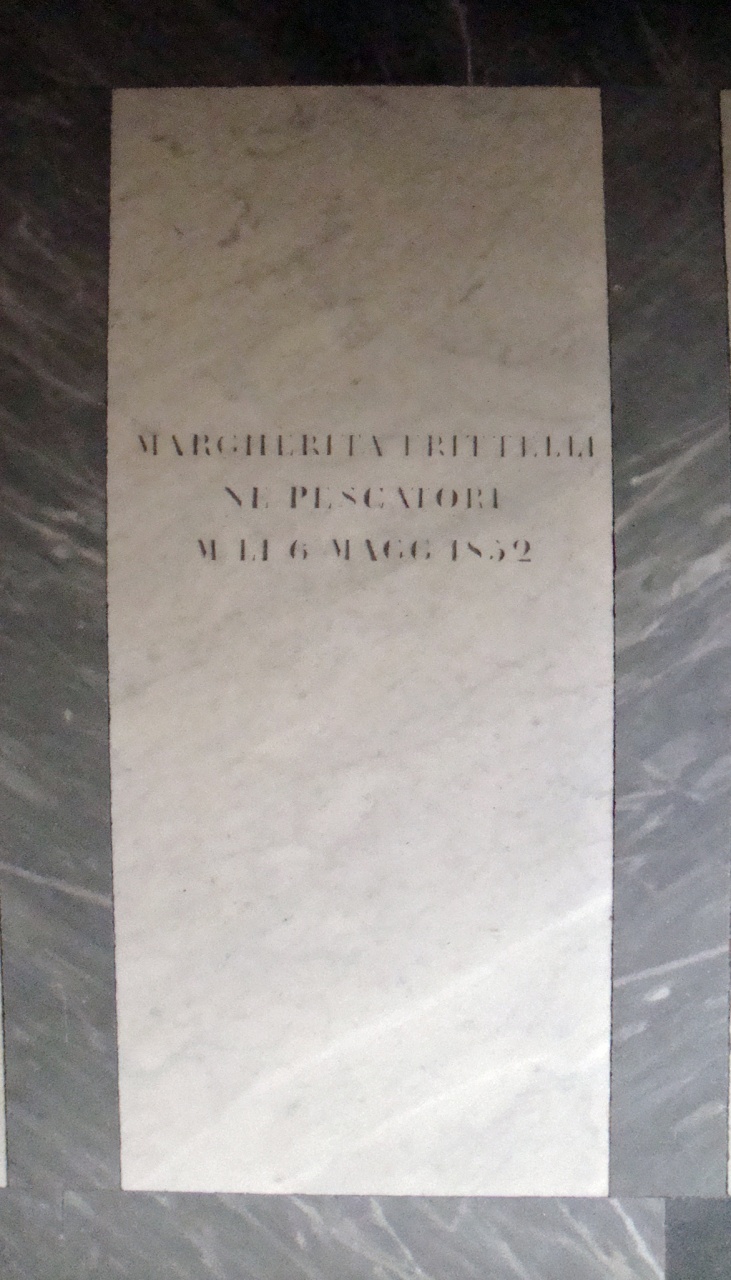 MARGHERITA FRITTELLI
NE PESCATORI
M LI 6 MAGG 1852